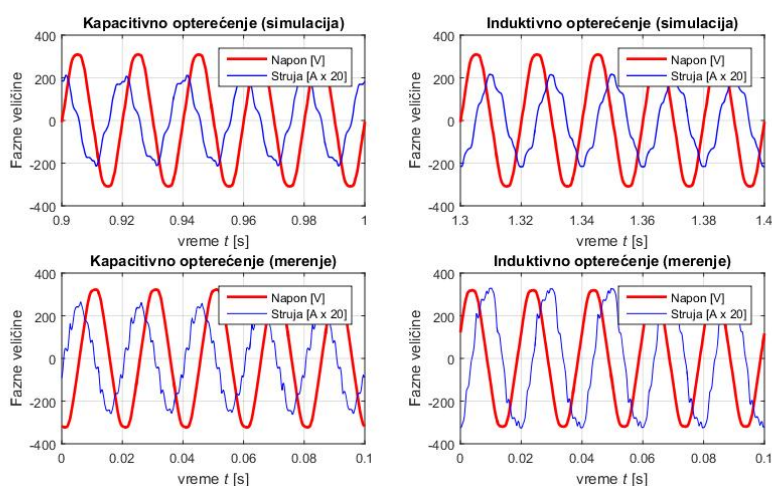 Kapacitivno opterećenje (simulacija)
400
200
0
-200
-400
Fazne veličine
Napon [V]
Struja [A x 20]
0.9 0.92 0.94 0.96 0.98 1
vreme t [s]
Induktivno opterećenje (simulacija)
400
200
0
-200
-400
Fazne veličine
Napon [V]
Struja [A x 20]
1.3 1.32 1.34 1.36 1.38 1.4
vreme t [s]
Kapacitivno opterećenje (merenje)
400
200
0
-200
-400
Fazne veličine
Napon [V]
Struja [A x 20]
0 0.02 0.04 0.06 0.08 0.1
vreme t [s]
Induktivno opterećenje (merenje)
400
200
0
-200
-400
Fazne veličine
Napon [V]
Struja [A x 20]
0 0.02 0.04 0.06 0.08 0.1
vreme t [s]